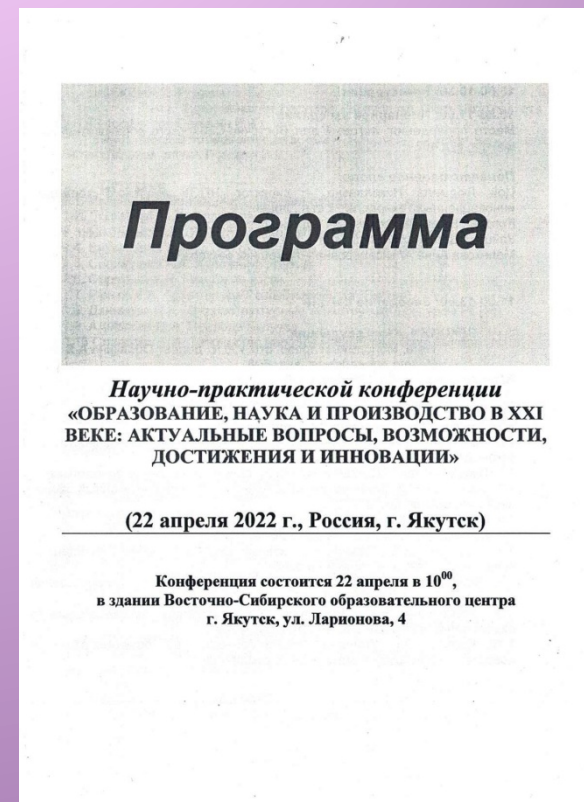 Программа
Научно-практической конференции
«ОБРАЗОВАНИЕ, НАУКА И ПРОИЗВОДСТВО В XXI
ВЕКЕ: АКТУАЛЬНЫЕ ВОПРОСЫ, ВОЗМОЖНОСТИ,
ДОСТИЖЕНИЯ И ИННОВАЦИИ»
(22 апреля 2022 г., Россия, г. Якутск)
Конференция состоится 22 апреля в 10⁰⁰,
в здании Восточно-Сибирского образовательного центра
г. Якутск, ул. Ларионова, 4